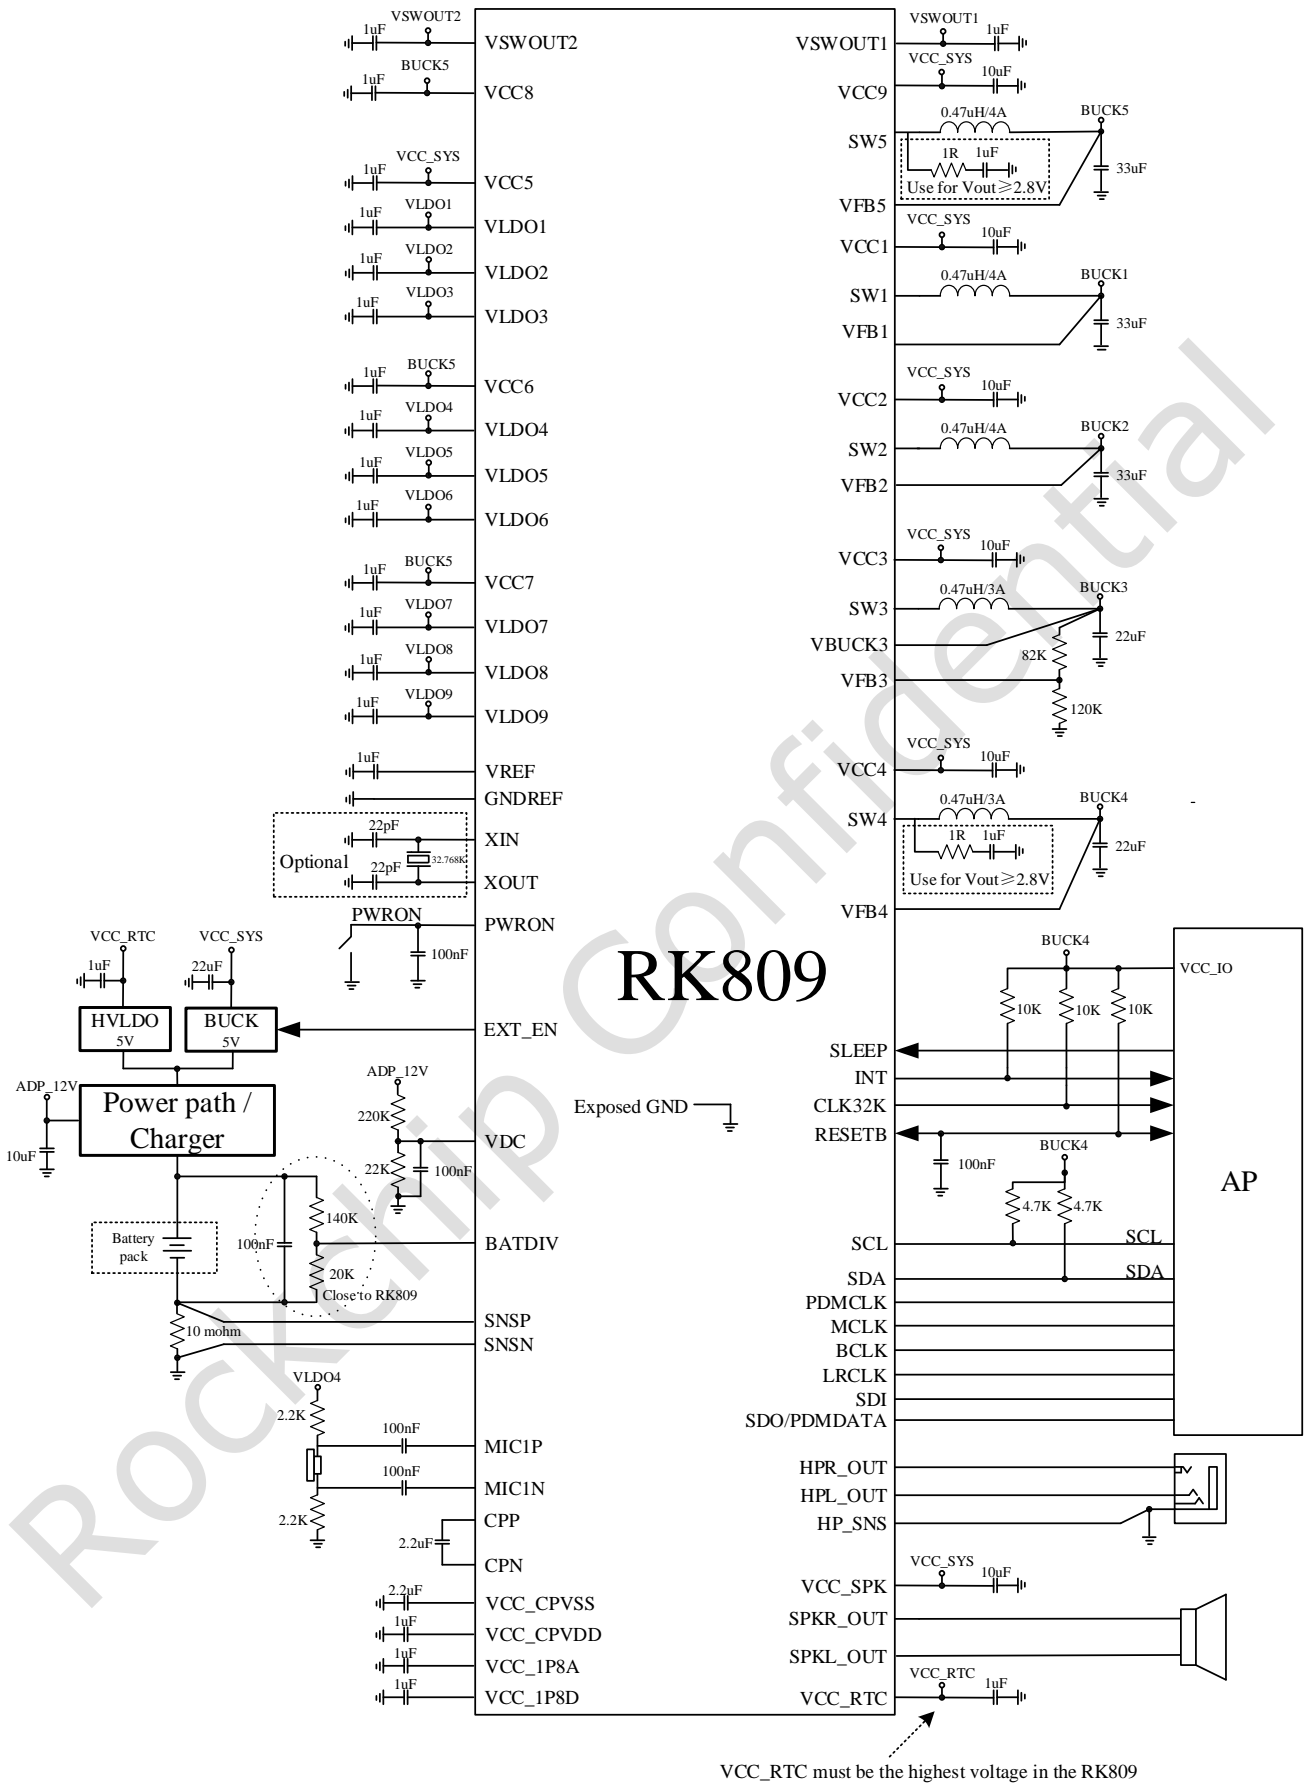 VSWOUT2
1uF
VSWOUT2
BUCK5
1uF
VCC8
VCC_SYS
1uF
VCC5
VLDO1
1uF
VLDO1
VLDO2
1uF
VLDO2
VLDO3
1uF
VLDO3
BUCK5
1uF
VCC6
VLDO4
1uF
VLDO4
VLDO5
1uF
VLDO5
VLDO6
1uF
VLDO6
BUCK5
1uF
VCC7
VLDO7
1uF
VLDO7
VLDO8
1uF
VLDO8
VLDO9
1uF
VLDO9
1uF
VREF
GNDREF
22pF
XIN
Optional
32.768K
22pF
XOUT
PWRON
PWRON
100nF
VCC_RTC
VCC_SYS
1uF
22uF
HVLDO
5V
BUCK
5V
EXT_EN
ADP_12V
Power path /
Charger
10uF
ADP_12V
220K
VDC
22K
100nF
140K
Battery
pack
100nF
BATDIV
20K
Close to RK809
SNSP
10 mohm
SNSN
VLDO4
2.2K
100nF
MIC1P
100nF
MIC1N
2.2K
CPP
2.2uF
CPN
2.2uF
VCC_CPVSS
1uF
VCC_CPVDD
1uF
VCC_1P8A
1uF
VCC_1P8D
RK809
Exposed GND
VSWOUT1
1uF
VSWOUT1
VCC_SYS
10uF
VCC9
0.47uH/4A
BUCK5
SW5
1R
1uF
33uF
Use for Vout≥2.8V
VFB5
VCC_SYS
10uF
VCC1
0.47uH/4A
BUCK1
SW1
33uF
VFB1
VCC_SYS
10uF
VCC2
0.47uH/4A
BUCK2
SW2
33uF
VFB2
VCC_SYS
10uF
VCC3
0.47uH/3A
BUCK3
SW3
22uF
VBUCK3
82K
VFB3
120K
VCC_SYS
10uF
VCC4
0.47uH/3A
BUCK4
-
SW4
1R
1uF
22uF
Use for Vout≥2.8V
VFB4
BUCK4
VCC_IO
10K
10K
10K
SLEEP
INT
CLK32K
RESETB
BUCK4
100nF
AP
4.7K
4.7K
SCL
SCL
SDA
SDA
PDMCLK
MCLK
BCLK
LRCLK
SDI
SDO/PDMDATA
HPR_OUT
HPL_OUT
HP_SNS
VCC_SYS
10uF
VCC_SPK
SPKR_OUT
SPKL_OUT
VCC_RTC
1uF
VCC_RTC
VCC_RTC must be the highest voltage in the RK809
Rockchip Confidential